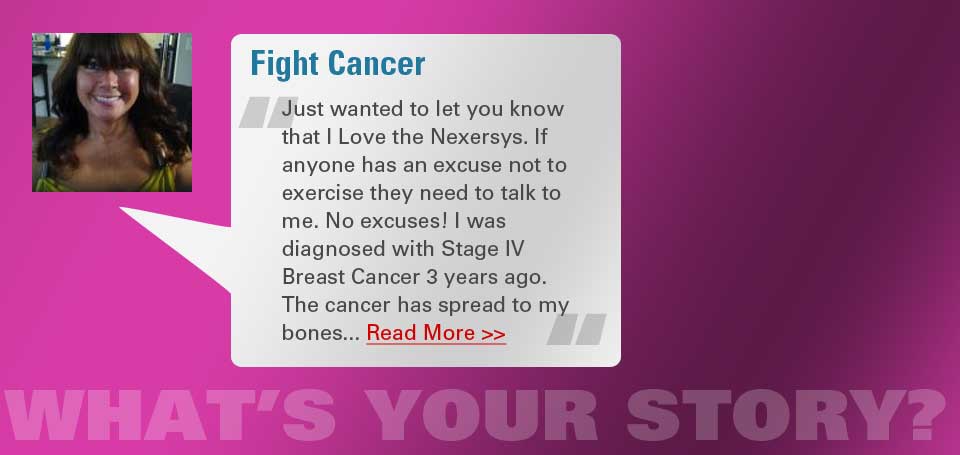 Fight Cancer
Just wanted to let you know
that I Love the Nexersys. If
anyone has an excuse not to
exercise they need to talk to
me. No excuses! I was
diagnosed with Stage IV
Breast Cancer 3 years ago.
The cancer has spread to my
bones... Read More >>
WHAT'S YOUR STORY?